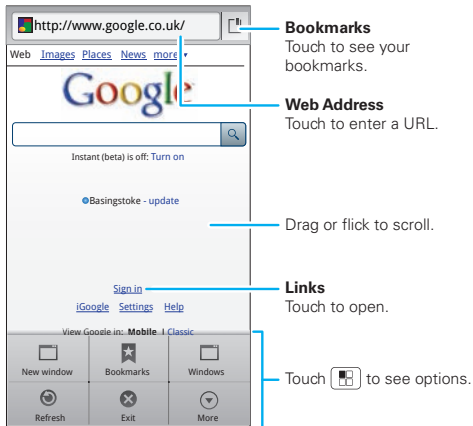 http://www.google.co.uk/
Web Images Places News more ▾
Google
Instant (beta) is off: Turn on
Basingstoke - update
Sign in
iGoogle Settings Help
View Google in: Mobile | Classic
New window Bookmarks Windows
Refresh Exit More
Bookmarks
Touch to see your
bookmarks.
Web Address
Touch to enter a URL.
Drag or flick to scroll.
Links
Touch to open.
Touch to see options.